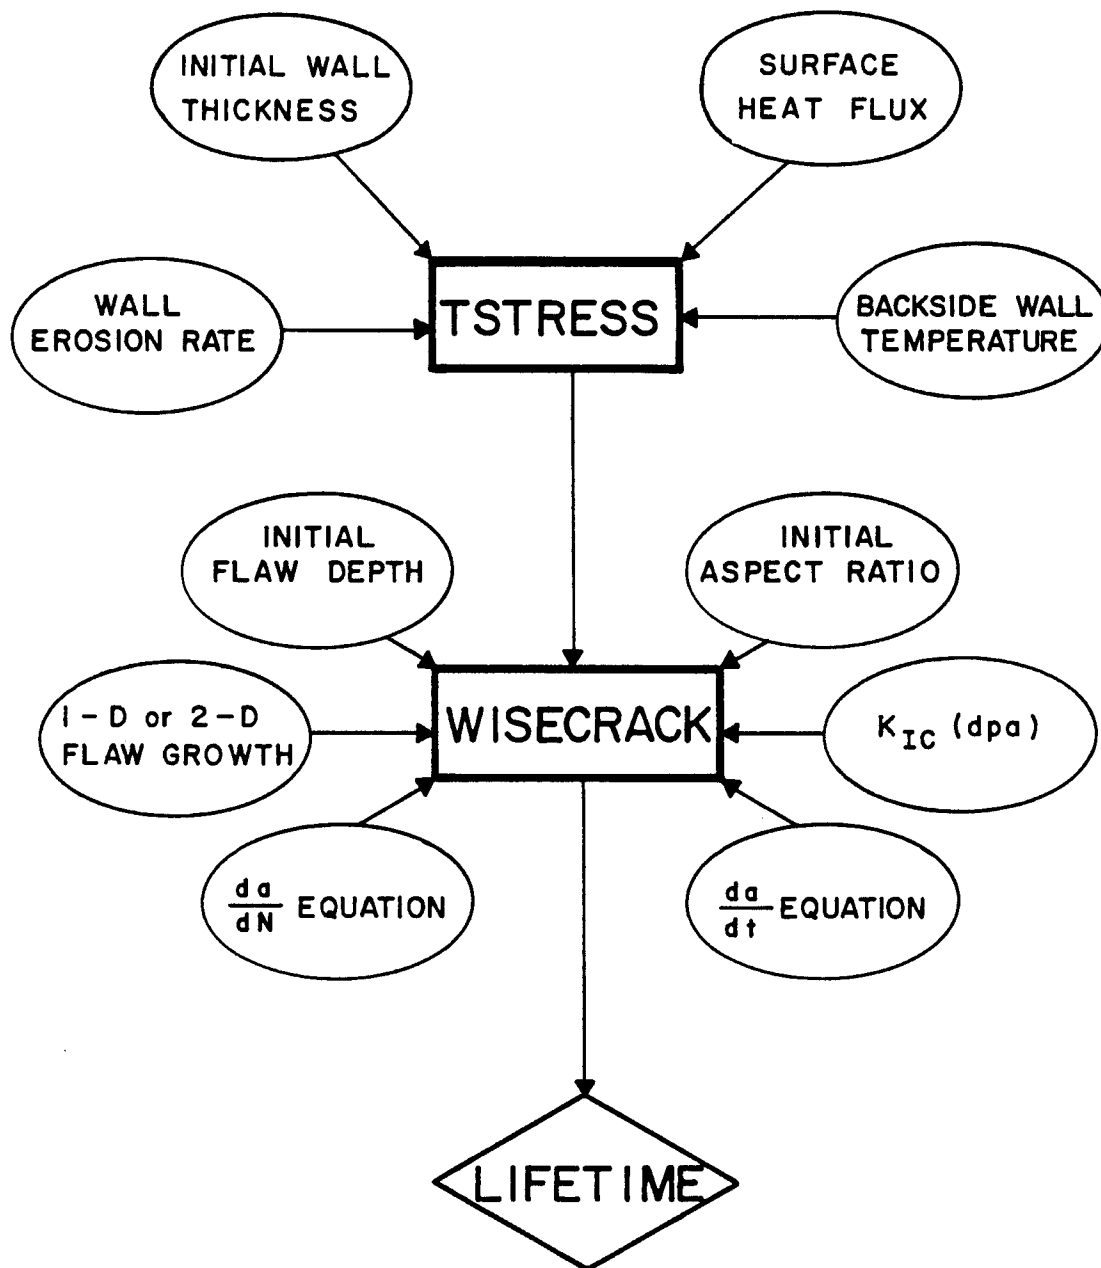 INITIAL WALL
THICKNESS
SURFACE
HEAT FLUX
WALL
EROSION RATE
TSTRESS
BACKSIDE WALL
TEMPERATURE
INITIAL
FLAW DEPTH
INITIAL
ASPECT RATIO
1-D or 2-D
FLAW GROWTH
WISECRACK
K_IC (dpa)
da/dN EQUATION
da/dt EQUATION
LIFETIME